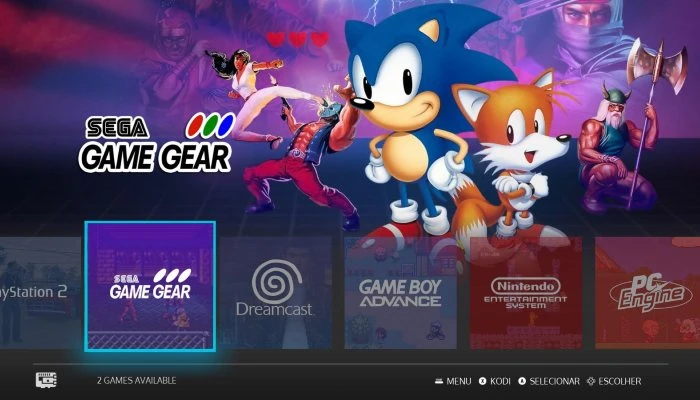 SEGA
GAME GEAR
ayStation 2
SEGA
GAME GEAR
Dreamcast
GAME BOY
ADVANCE
Nintendo
ENTERTAINMENT
SYSTEM
PC
Engine
2 GAMES AVAILABLE
MENU
KODI
SELECIONAR
ESCOLHER